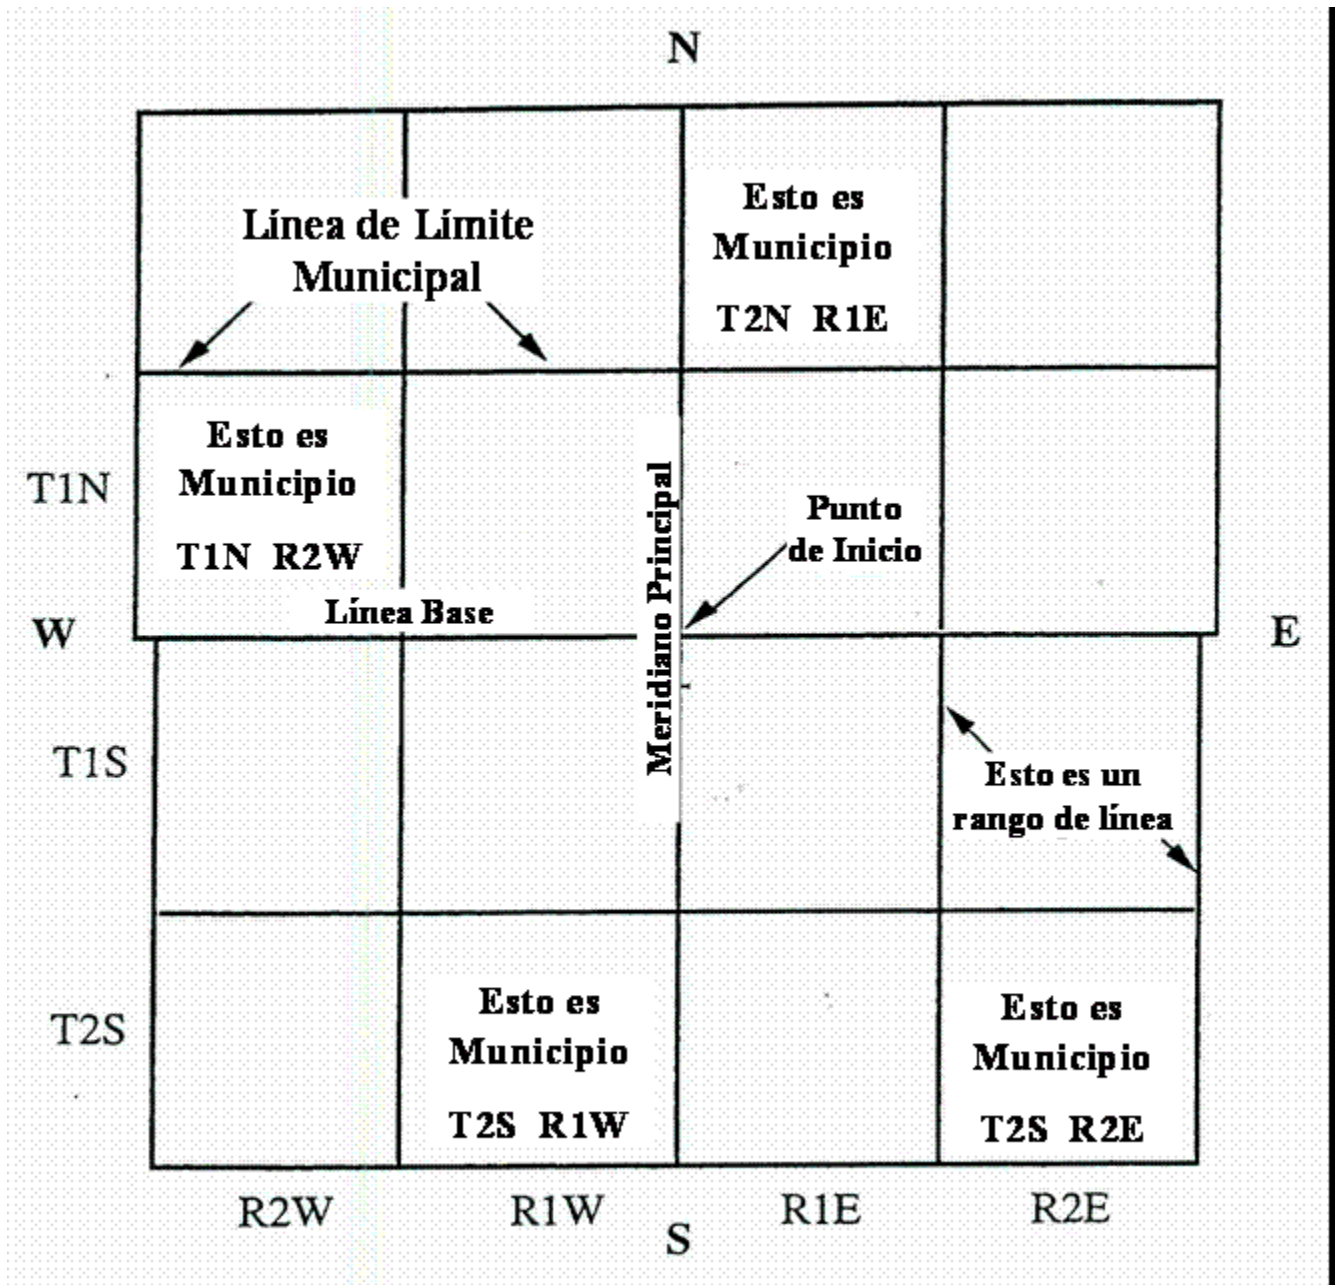 N
Línea de Límite
Municipal
Esto es
Municipio
T2N R1E
T1N
Esto es
Municipio
T1N R2W
Línea Base
Meridiano Principal
Punto
de Inicio
W
E
T1S
Esto es un
rango de línea
T2S
Esto es
Municipio
T2S R1W
Esto es
Municipio
T2S R2E
R2W
R1W
R1E
R2E
S